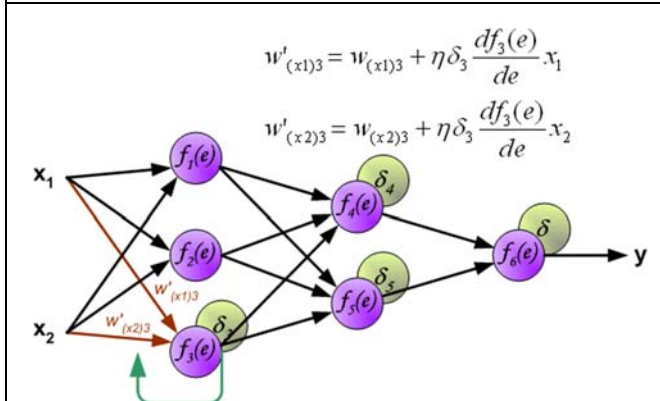 w'₍ₓ₁₎₃ = w₍ₓ₁₎₃ + ηδ₃ df₃(e)/de x₁
w'₍ₓ₂₎₃ = w₍ₓ₂₎₃ + ηδ₃ df₃(e)/de x₂
f₁(e)
x₁
δ₄
f₄(e)
δ
f₂(e)
f₆(e)
y
w'₍ₓ₁₎₃
δ₅
f₅(e)
x₂
w'₍ₓ₂₎₃
f₃(e)